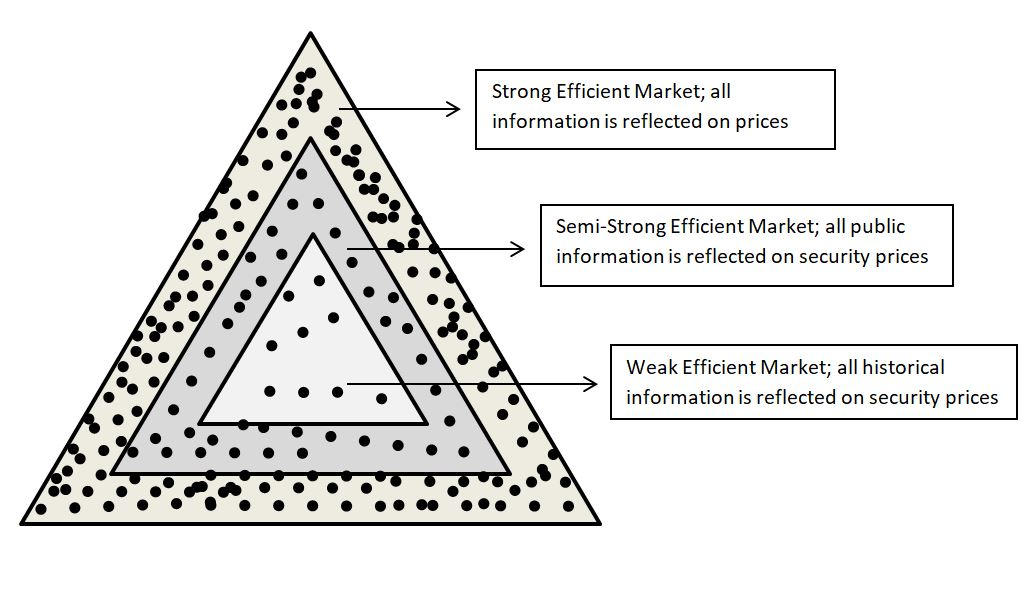 Strong Efficient Market; all
information is reflected on prices
Semi-Strong Efficient Market; all public
information is reflected on security prices
Weak Efficient Market; all historical
information is reflected on security prices